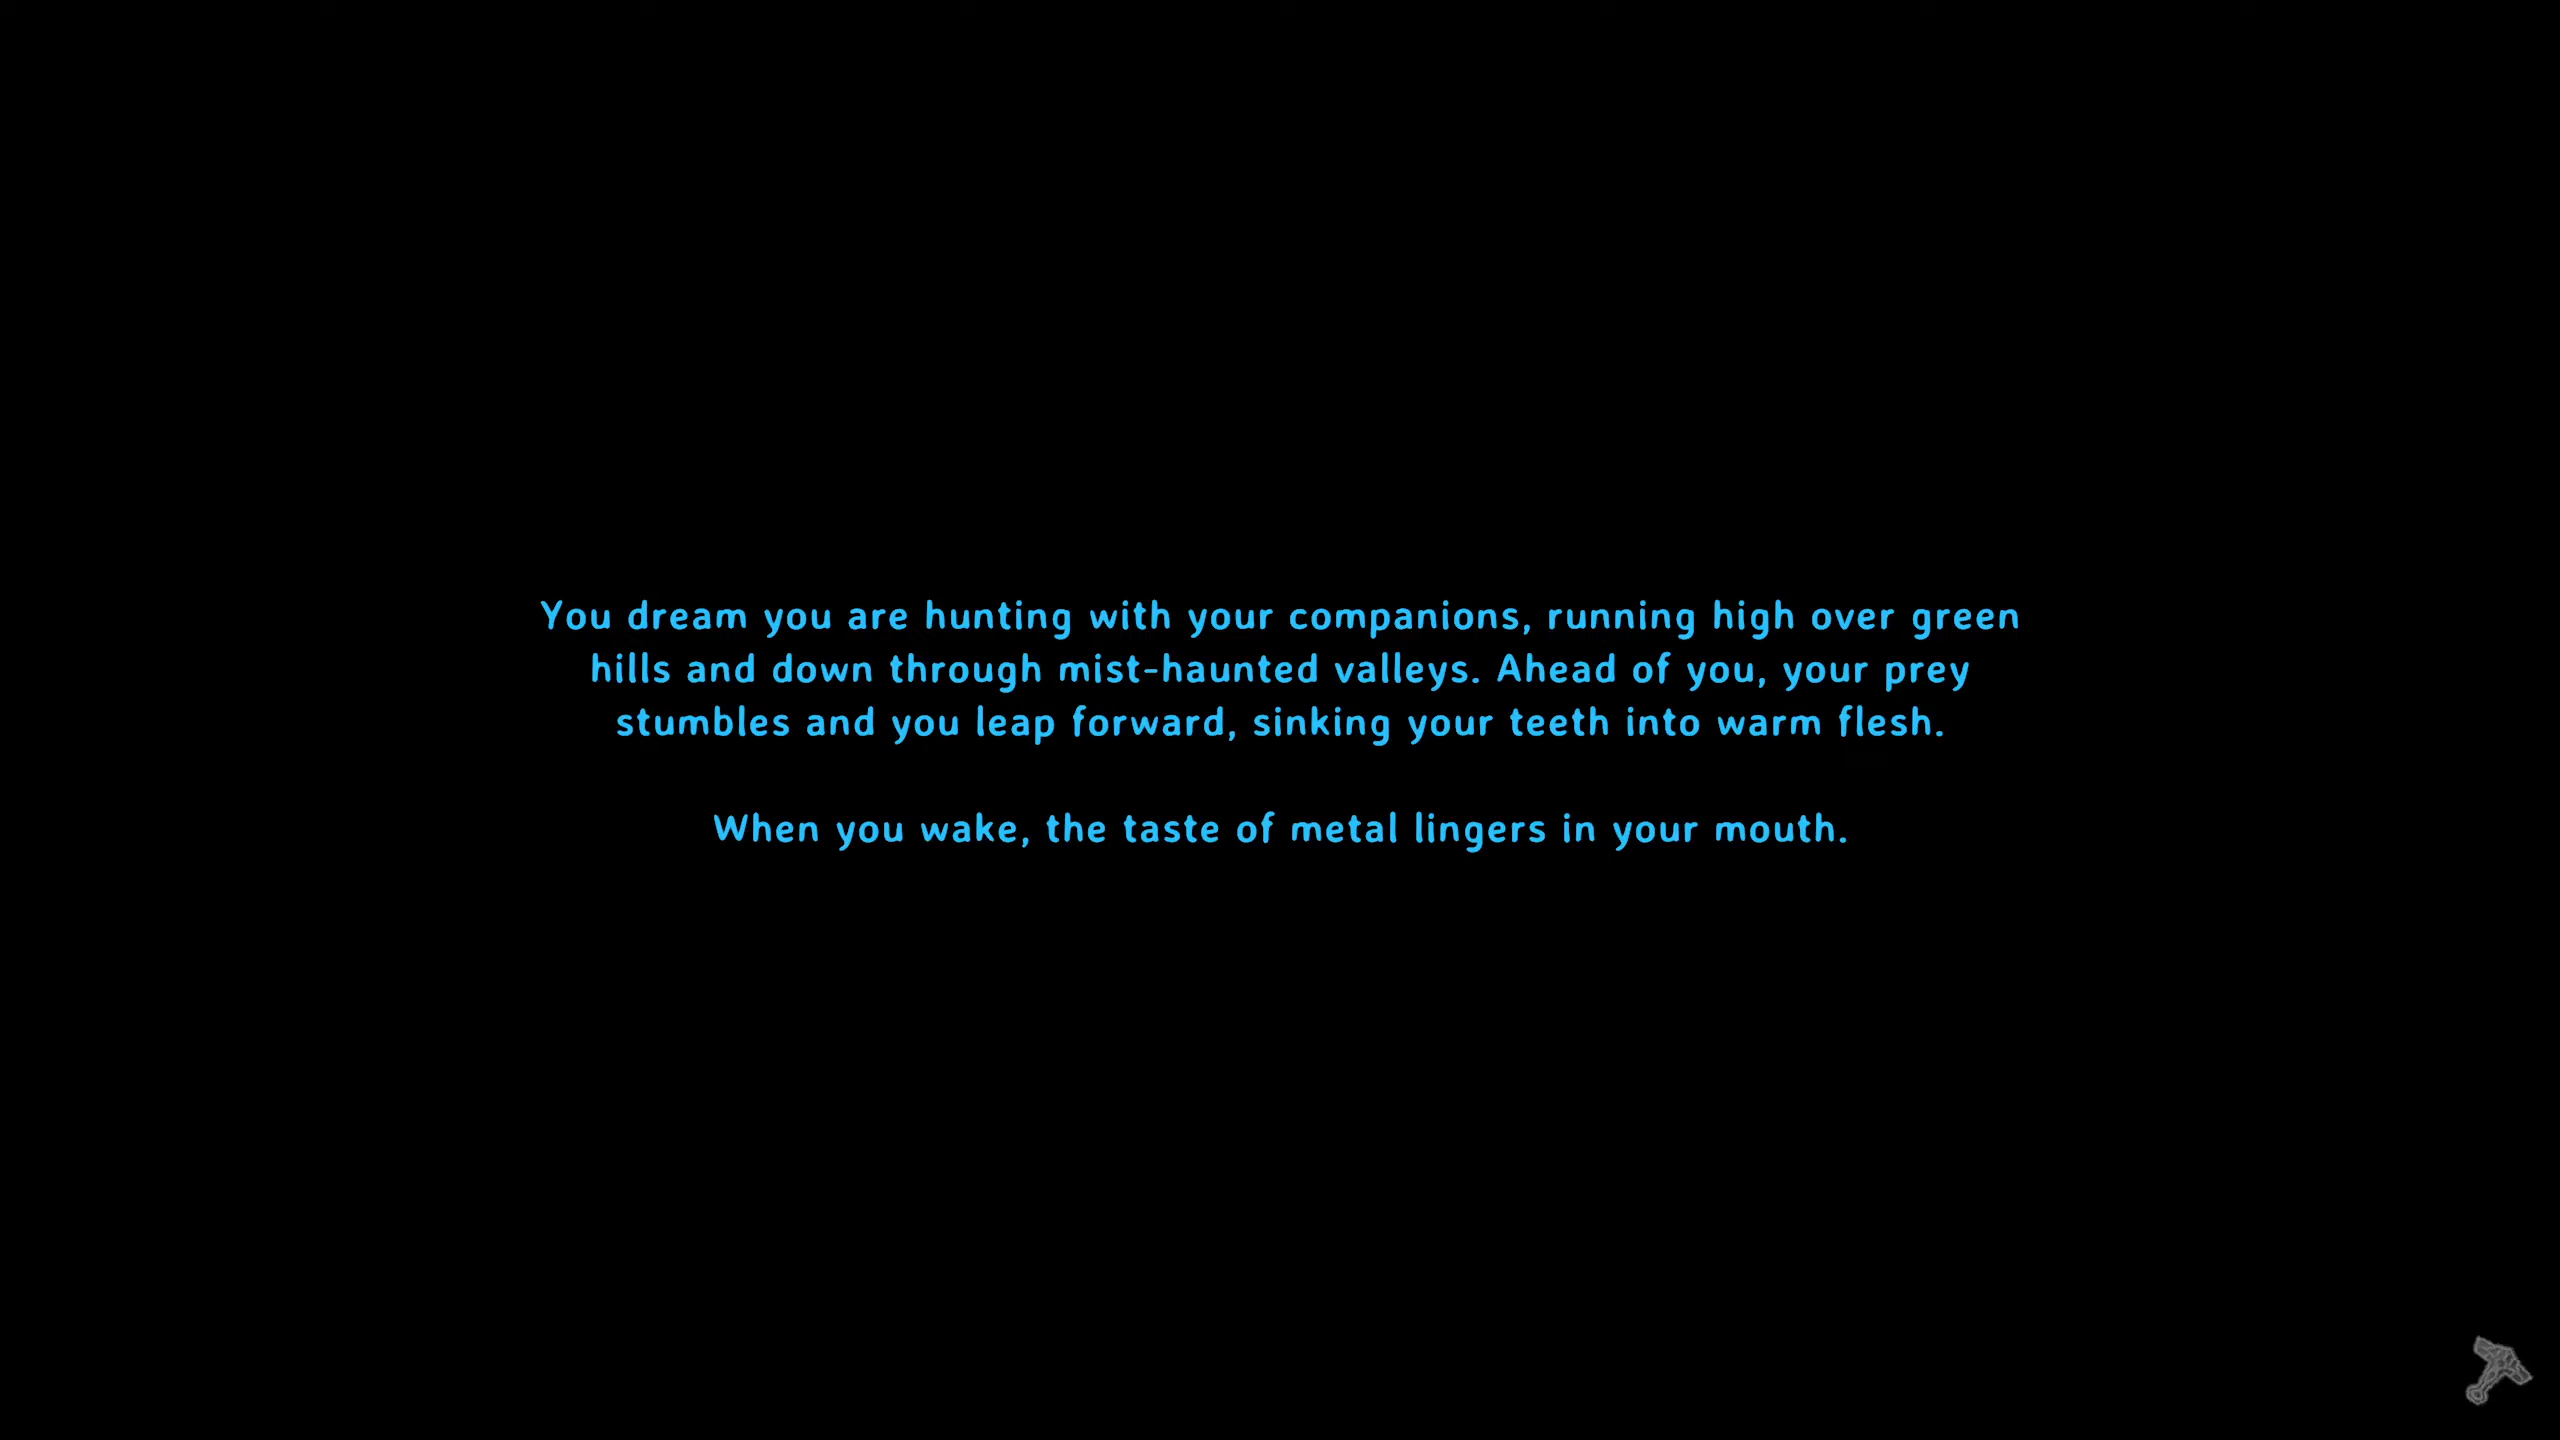 You dream you are hunting with your companions, running high over green
hills and down through mist-haunted valleys. Ahead of you, your prey
stumbles and you leap forward, sinking your teeth into warm flesh.
When you wake, the taste of metal lingers in your mouth.